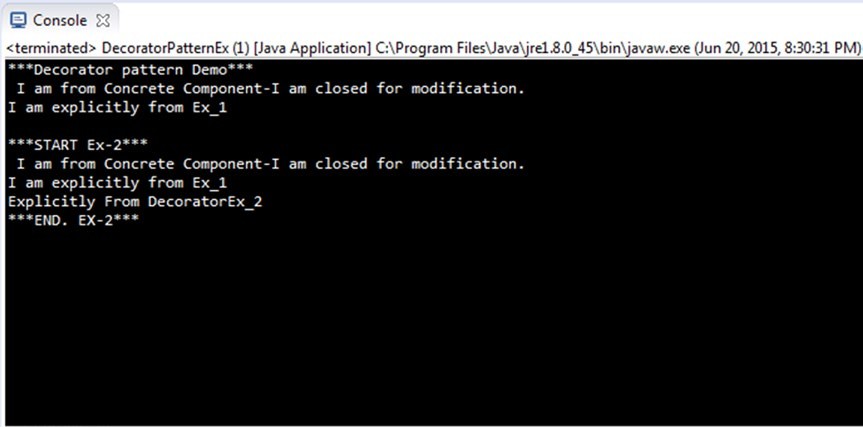 Console
<terminated> DecoratorPatternEx (1) [Java Application] C:\Program Files\Java\jre1.8.0_45\bin\javaw.exe (Jun 20, 2015, 8:30:31 PM)
***Decorator pattern Demo***
 I am from Concrete Component-I am closed for modification.
I am explicitly from Ex_1

***START Ex-2***
 I am from Concrete Component-I am closed for modification.
I am explicitly from Ex_1
Explicitly From DecoratorEx_2
***END. EX-2***